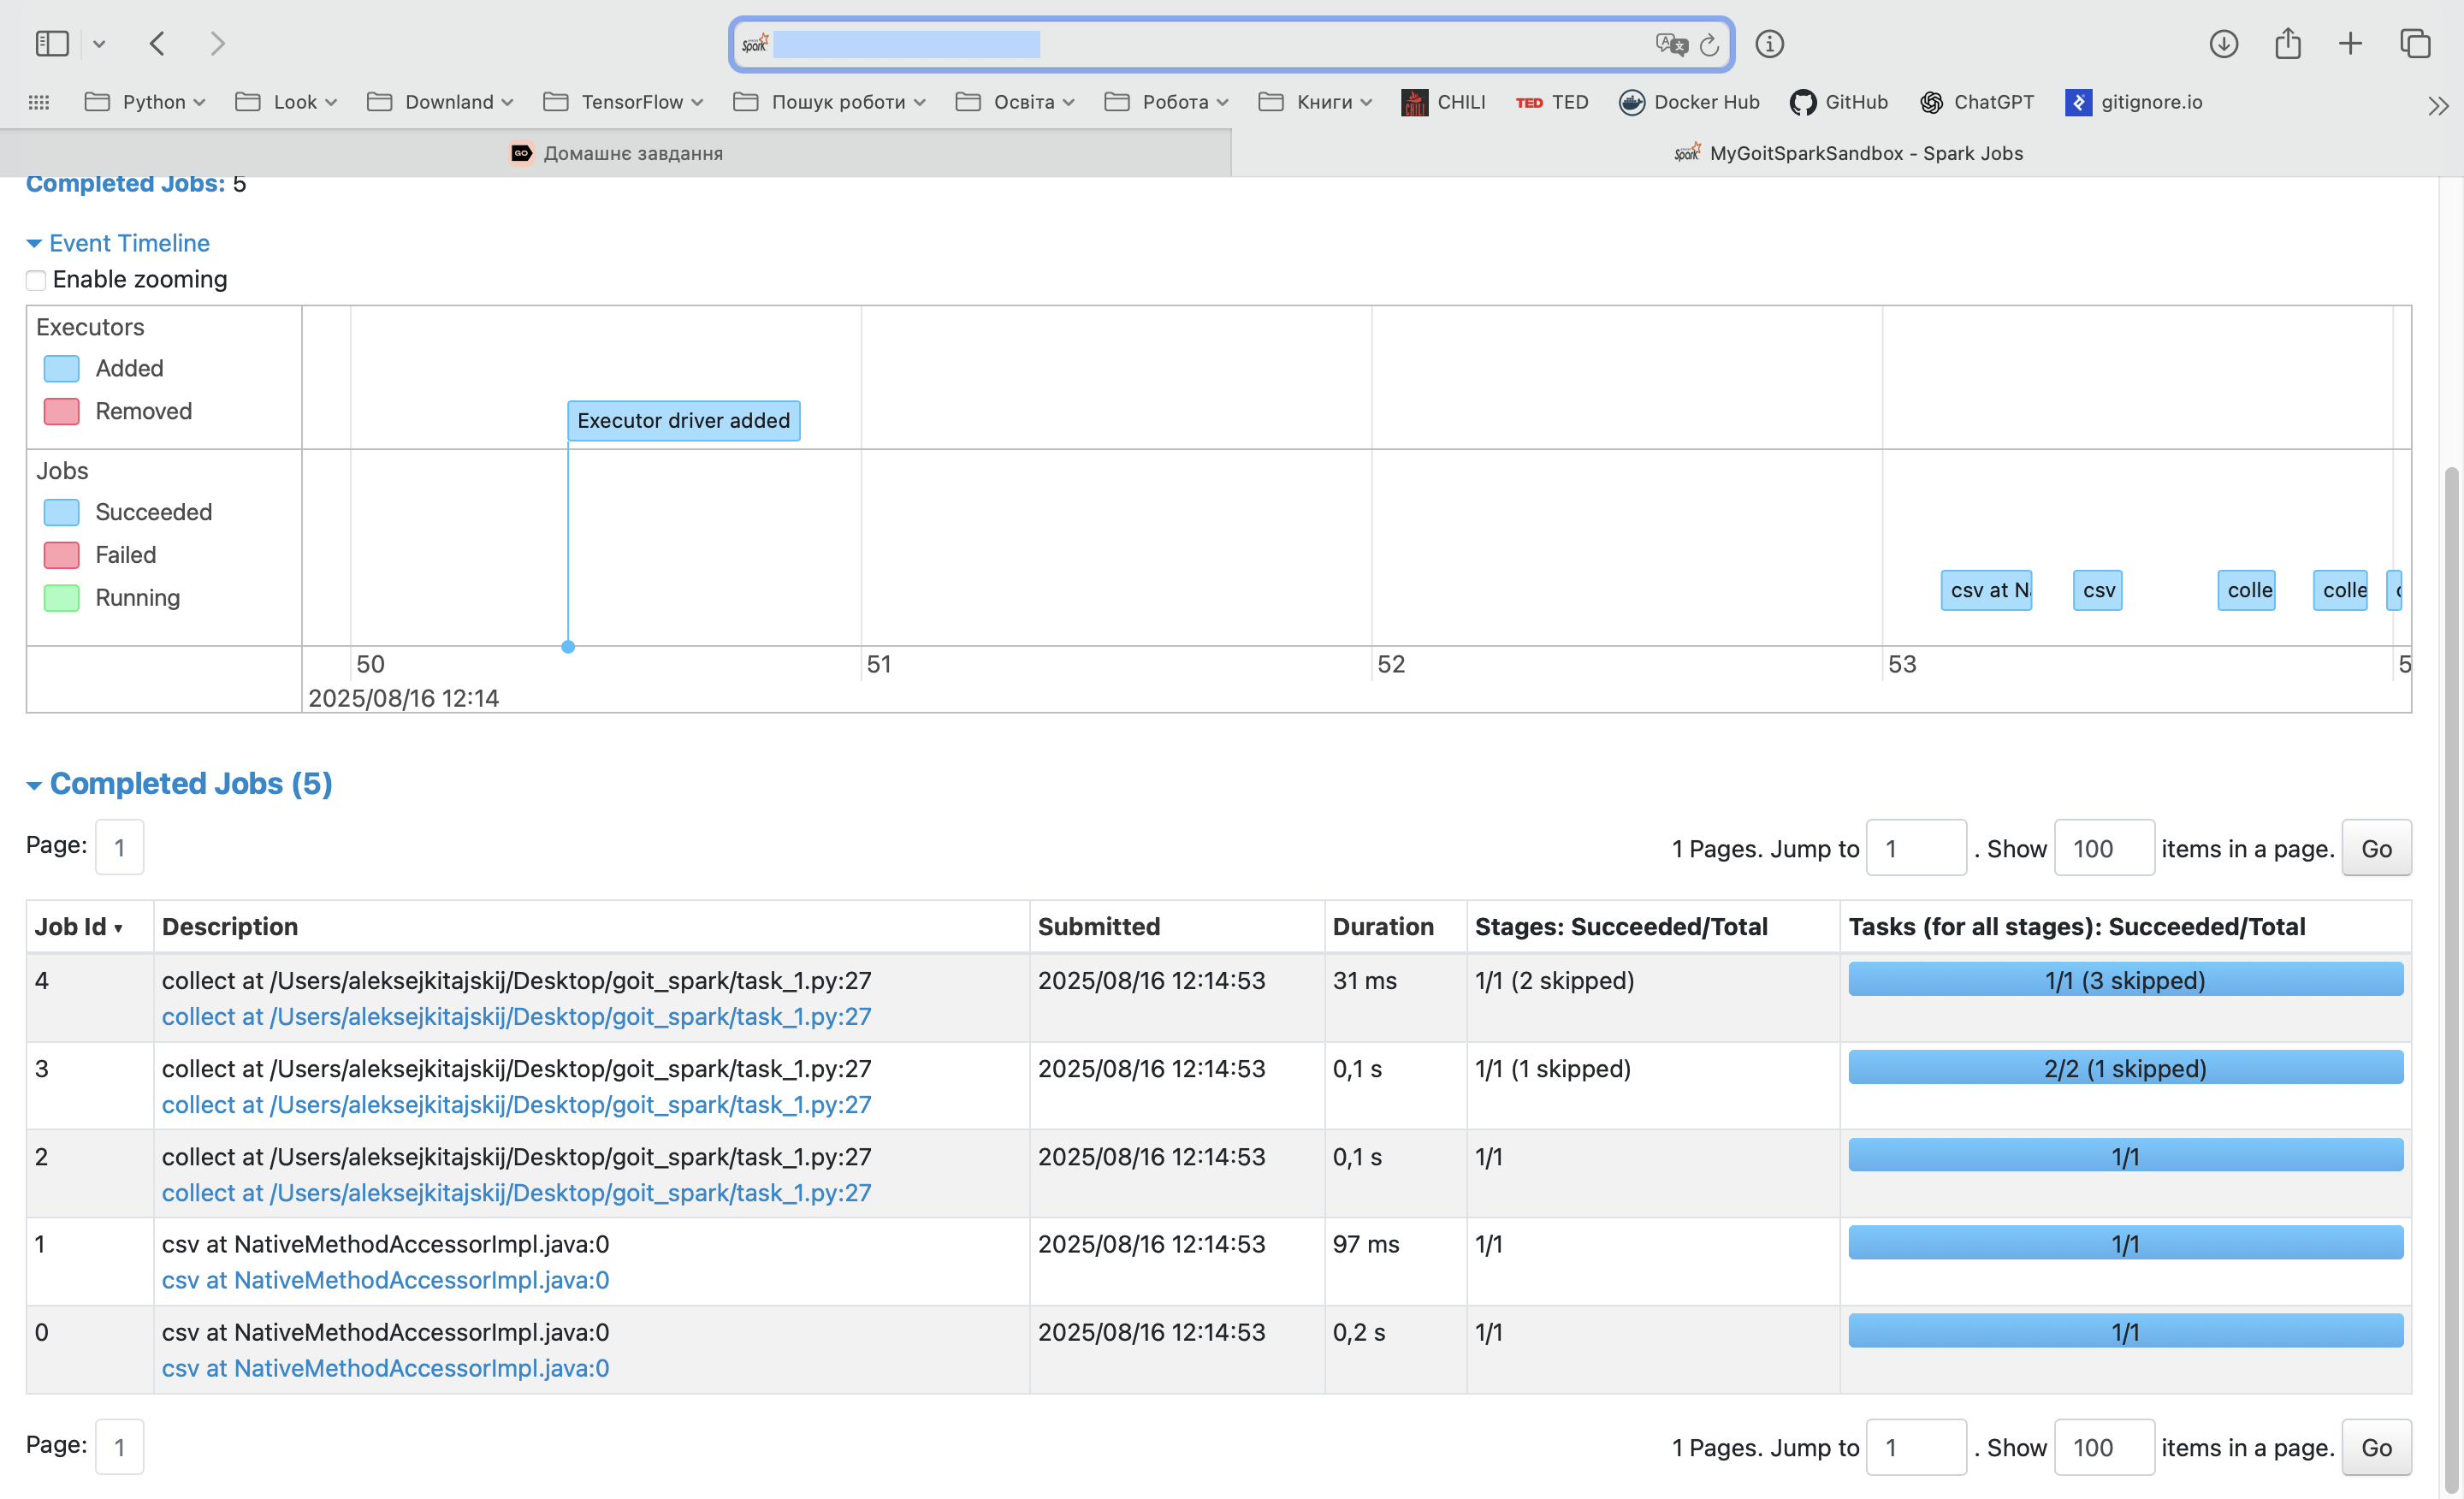 Spark
Python Look Downland TensorFlow Пошук роботи Освіта Робота Книги CHILI TED TED Docker Hub GitHub ChatGPT gitignore.io
GO Домашнє завдання
Spark MyGoitSparkSandbox - Spark Jobs
Completed Jobs: 5
Event Timeline
Enable zooming
Executors
Added
Removed
Executor driver added
Jobs
Succeeded
Failed
Running
csv at Na csv colle colle c
50 51 52 53 5
2025/08/16 12:14
Completed Jobs (5)
Page: 1
1 Pages. Jump to 1 . Show 100 items in a page. Go
Job Id ▾ Description Submitted Duration Stages: Succeeded/Total Tasks (for all stages): Succeeded/Total
4 collect at /Users/aleksejkitajskij/Desktop/goit_spark/task_1.py:27 2025/08/16 12:14:53 31 ms 1/1 (2 skipped) 1/1 (3 skipped)
collect at /Users/aleksejkitajskij/Desktop/goit_spark/task_1.py:27
3 collect at /Users/aleksejkitajskij/Desktop/goit_spark/task_1.py:27 2025/08/16 12:14:53 0,1 s 1/1 (1 skipped) 2/2 (1 skipped)
collect at /Users/aleksejkitajskij/Desktop/goit_spark/task_1.py:27
2 collect at /Users/aleksejkitajskij/Desktop/goit_spark/task_1.py:27 2025/08/16 12:14:53 0,1 s 1/1 1/1
collect at /Users/aleksejkitajskij/Desktop/goit_spark/task_1.py:27
1 csv at NativeMethodAccessorImpl.java:0 2025/08/16 12:14:53 97 ms 1/1 1/1
csv at NativeMethodAccessorImpl.java:0
0 csv at NativeMethodAccessorImpl.java:0 2025/08/16 12:14:53 0,2 s 1/1 1/1
csv at NativeMethodAccessorImpl.java:0
Page: 1
1 Pages. Jump to 1 . Show 100 items in a page. Go